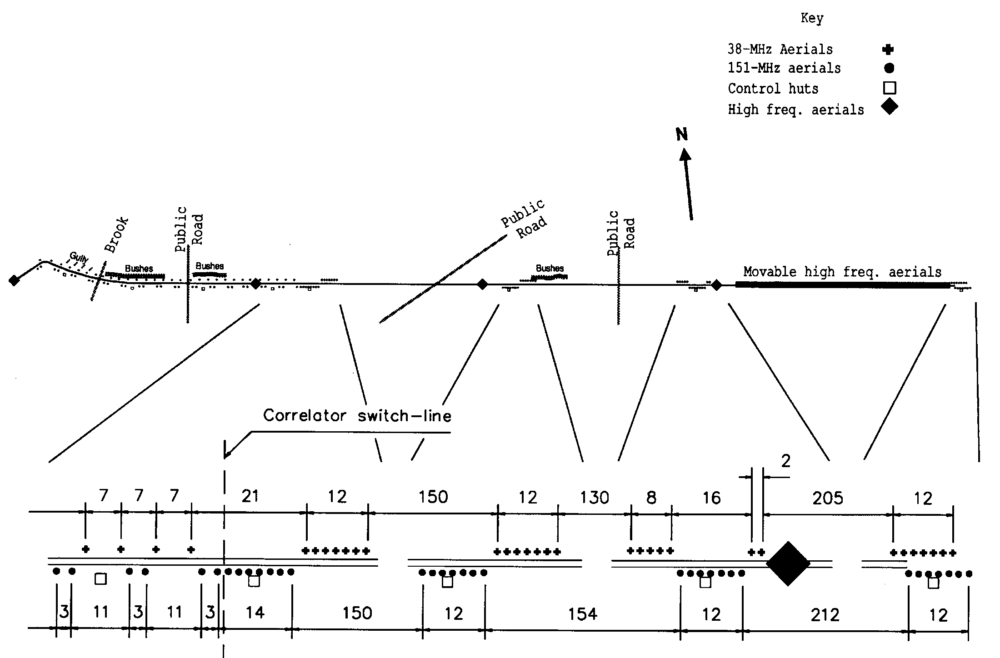 Key
38-MHz Aerials
151-MHz aerials
Control huts
High freq. aerials
N
Gully
Brook
Bushes
Public
Road
Bushes
Public
Road
Bushes
Public
Road
Movable high freq. aerials
Correlator switch-line
2
7 7 7 21 12 150 12 130 8 16 205 12
3 11 3 11 3 14 150 12 154 12 212 12